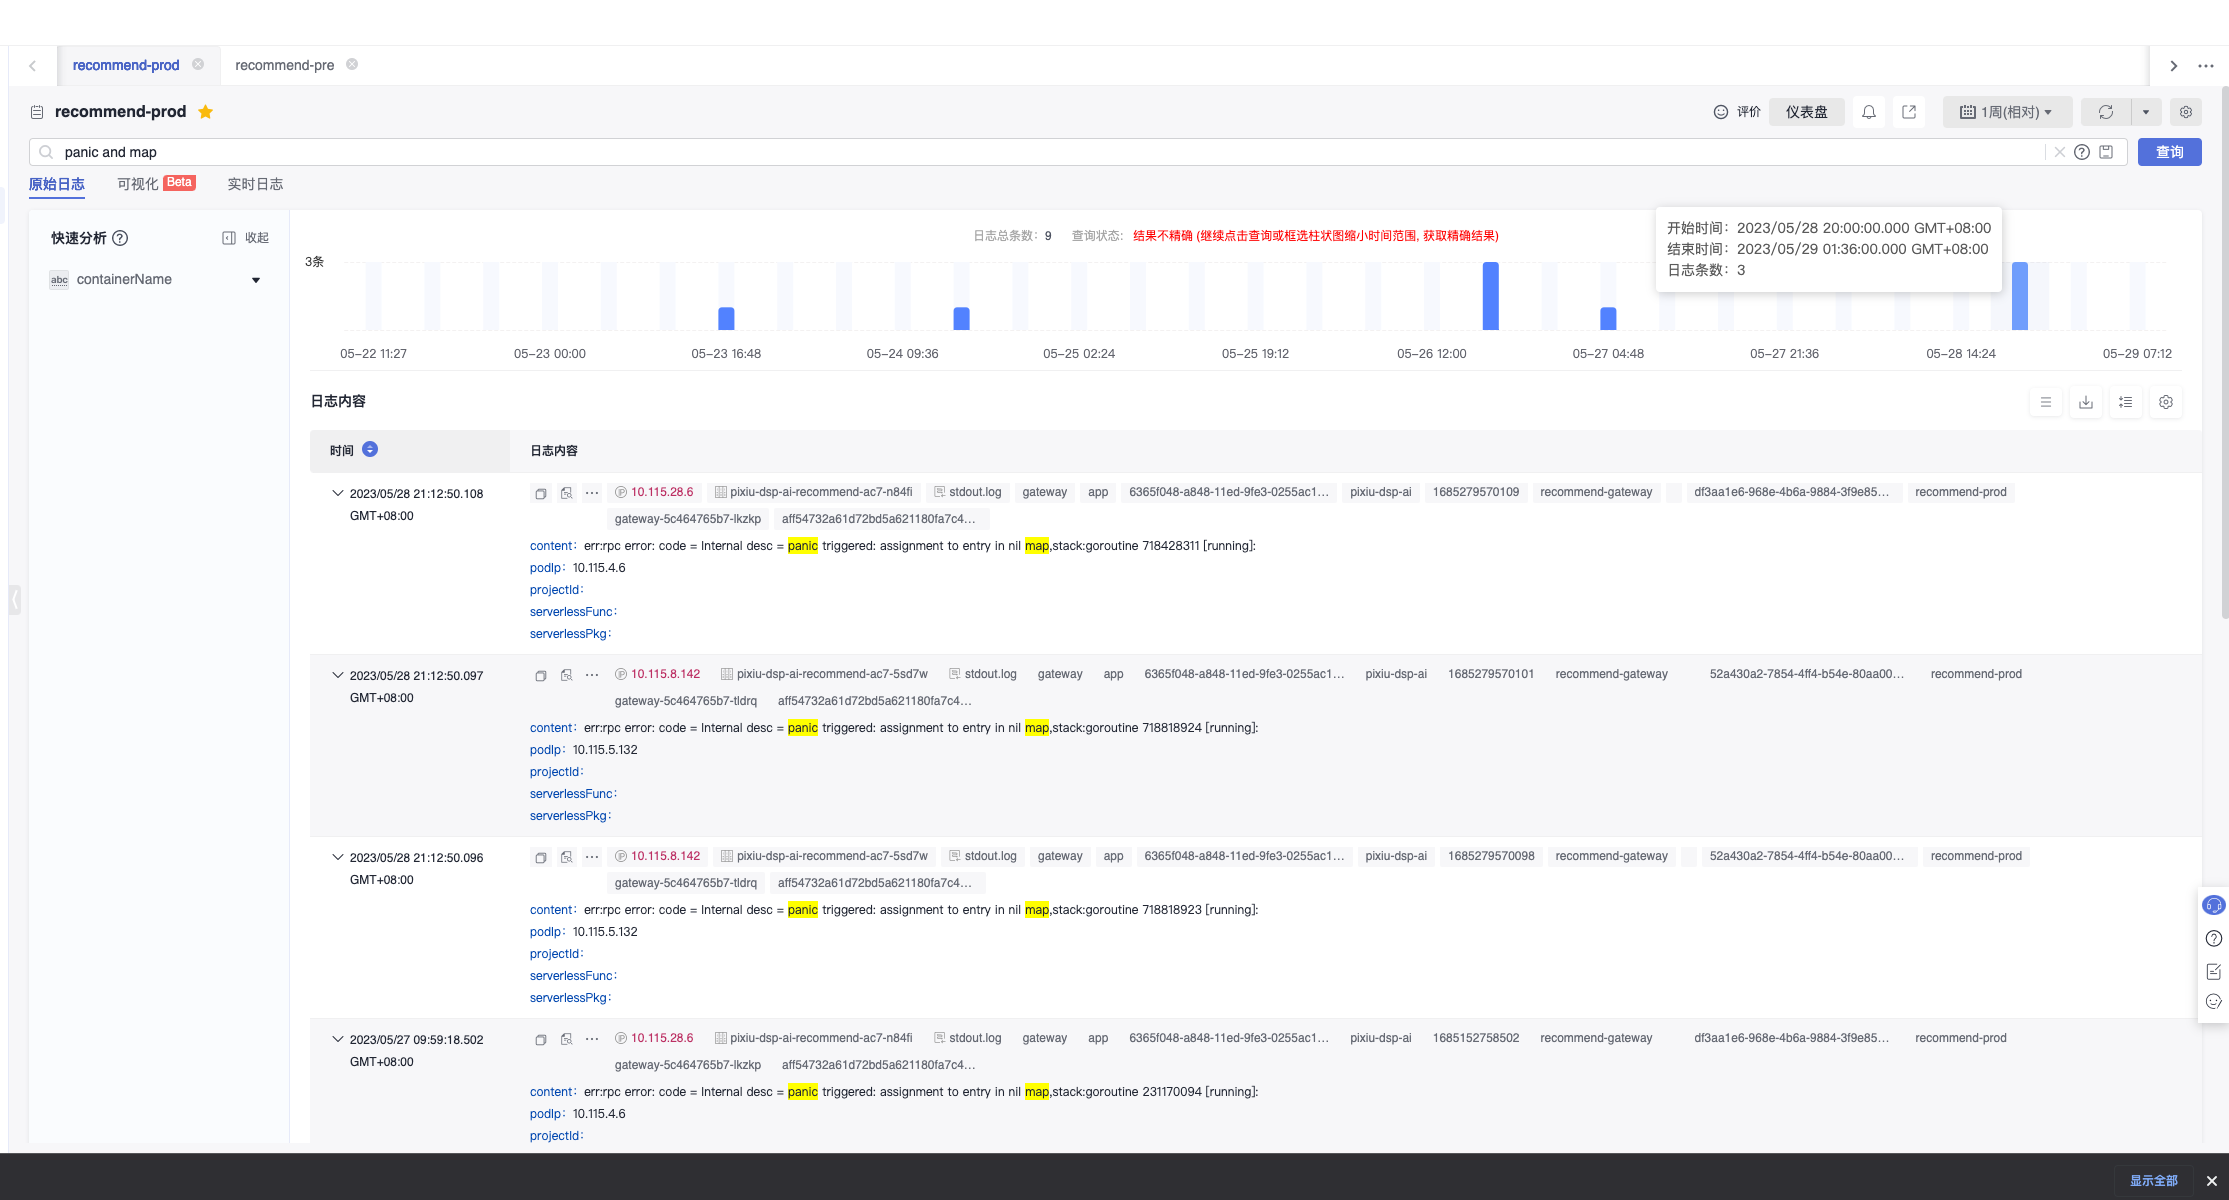 recommend-prod recommend-pre
recommend-prod 评价 仪表盘 1周(相对)
panic and map 查询
原始日志 可视化 Beta 实时日志
快速分析 收起
abc containerName
日志总条数：9 查询状态：结果不精确 (继续点击查询或框选柱状图缩小时间范围, 获取精确结果)
开始时间：2023/05/28 20:00:00.000 GMT+08:00
结束时间：2023/05/29 01:36:00.000 GMT+08:00
日志条数：3
3条
05-22 11:27 05-23 00:00 05-23 16:48 05-24 09:36 05-25 02:24 05-25 19:12 05-26 12:00 05-27 04:48 05-27 21:36 05-28 14:24 05-29 07:12
日志内容
时间 日志内容
2023/05/28 21:12:50.108 IP 10.115.28.6 pixiu-dsp-ai-recommend-ac7-n84fi stdout.log gateway app 6365f048-a848-11ed-9fe3-0255ac1... pixiu-dsp-ai 1685279570109 recommend-gateway df3aa1e6-968e-4b6a-9884-3f9e85... recommend-prod
GMT+08:00 gateway-5c464765b7-lkzkp aff54732a61d72bd5a621180fa7c4...
content：err:rpc error: code = Internal desc = panic triggered: assignment to entry in nil map,stack:goroutine 718428311 [running]:
podIp：10.115.4.6
projectId：
serverlessFunc：
serverlessPkg：
2023/05/28 21:12:50.097 IP 10.115.8.142 pixiu-dsp-ai-recommend-ac7-5sd7w stdout.log gateway app 6365f048-a848-11ed-9fe3-0255ac1... pixiu-dsp-ai 1685279570101 recommend-gateway 52a430a2-7854-4ff4-b54e-80aa00... recommend-prod
GMT+08:00 gateway-5c464765b7-tldrq aff54732a61d72bd5a621180fa7c4...
content：err:rpc error: code = Internal desc = panic triggered: assignment to entry in nil map,stack:goroutine 718818924 [running]:
podIp：10.115.5.132
projectId：
serverlessFunc：
serverlessPkg：
2023/05/28 21:12:50.096 IP 10.115.8.142 pixiu-dsp-ai-recommend-ac7-5sd7w stdout.log gateway app 6365f048-a848-11ed-9fe3-0255ac1... pixiu-dsp-ai 1685279570098 recommend-gateway 52a430a2-7854-4ff4-b54e-80aa00... recommend-prod
GMT+08:00 gateway-5c464765b7-tldrq aff54732a61d72bd5a621180fa7c4...
content：err:rpc error: code = Internal desc = panic triggered: assignment to entry in nil map,stack:goroutine 718818923 [running]:
podIp：10.115.5.132
projectId：
serverlessFunc：
serverlessPkg：
2023/05/27 09:59:18.502 IP 10.115.28.6 pixiu-dsp-ai-recommend-ac7-n84fi stdout.log gateway app 6365f048-a848-11ed-9fe3-0255ac1... pixiu-dsp-ai 1685152758502 recommend-gateway df3aa1e6-968e-4b6a-9884-3f9e85... recommend-prod
GMT+08:00 gateway-5c464765b7-lkzkp aff54732a61d72bd5a621180fa7c4...
content：err:rpc error: code = Internal desc = panic triggered: assignment to entry in nil map,stack:goroutine 231170094 [running]:
podIp：10.115.4.6
projectId：
显示全部